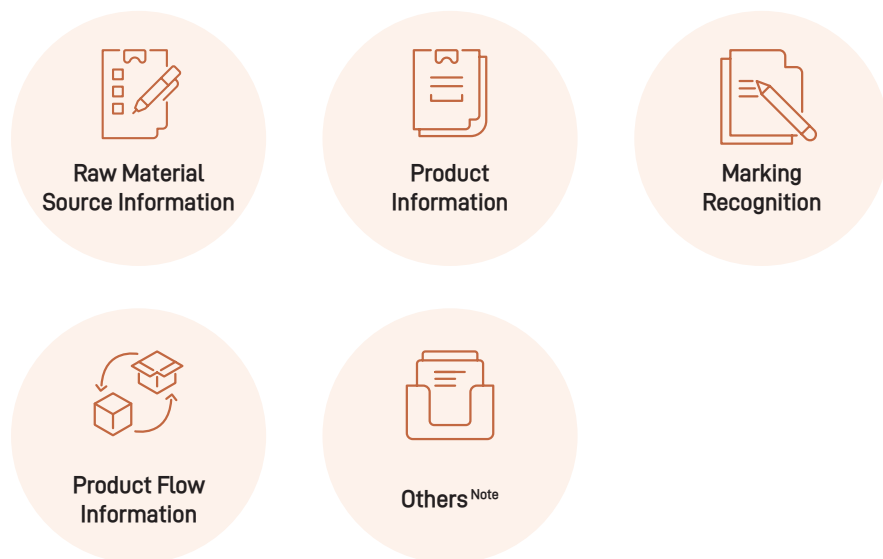 Raw Material
Source Information
Product
Information
Marking
Recognition
Product Flow
Information
Others Note